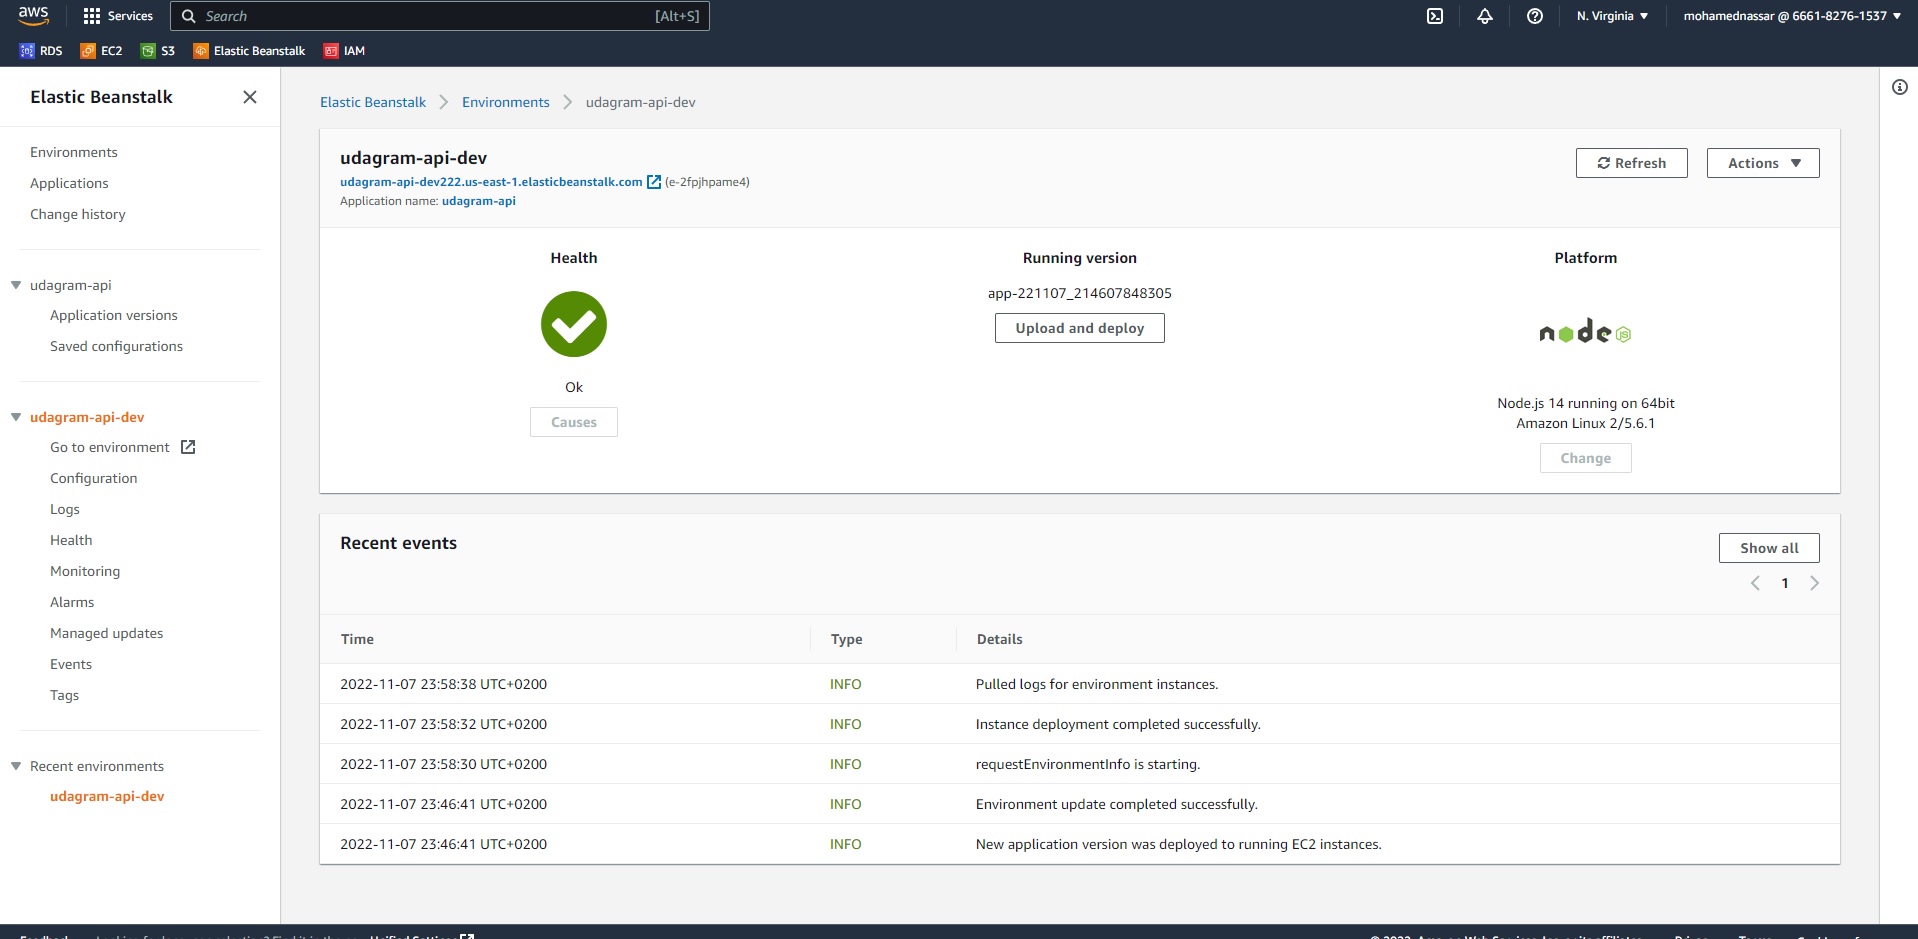 aws Services Search [Alt+S] N. Virginia mohamednassar @ 6661-8276-1537
RDS EC2 S3 Elastic Beanstalk IAM
Elastic Beanstalk
Environments
Applications
Change history
udagram-api
Application versions
Saved configurations
udagram-api-dev
Go to environment
Configuration
Logs
Health
Monitoring
Alarms
Managed updates
Events
Tags
Recent environments
udagram-api-dev
Elastic Beanstalk Environments udagram-api-dev
udagram-api-dev
udagram-api-dev222.us-east-1.elasticbeanstalk.com (e-2fpjhpame4)
Application name: udagram-api
Refresh Actions
Health
Ok
Causes
Running version
app-221107_214607848305
Upload and deploy
Platform
node JS
Node.js 14 running on 64bit
Amazon Linux 2/5.6.1
Change
Recent events
Show all
1
Time Type Details
2022-11-07 23:58:38 UTC+0200 INFO Pulled logs for environment instances.
2022-11-07 23:58:32 UTC+0200 INFO Instance deployment completed successfully.
2022-11-07 23:58:30 UTC+0200 INFO requestEnvironmentInfo is starting.
2022-11-07 23:46:41 UTC+0200 INFO Environment update completed successfully.
2022-11-07 23:46:41 UTC+0200 INFO New application version was deployed to running EC2 instances.